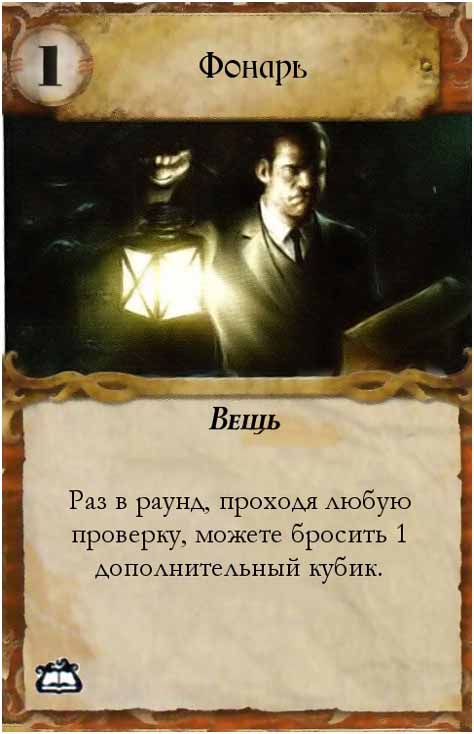 1
Фонарь
Вещь
Раз в раунд, проходя любую
проверку, можете бросить 1
дополнительный кубик.